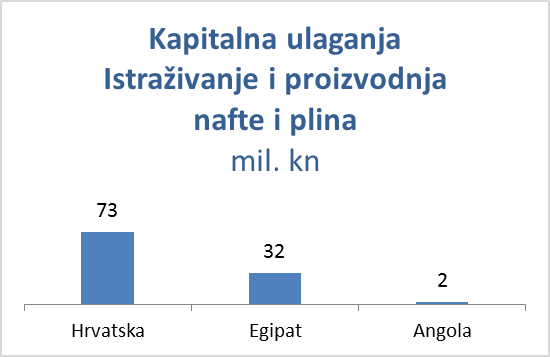 Kapitalna ulaganja
Istraživanje i proizvodnja
nafte i plina
mil. kn
73
32
2
Hrvatska
Egipat
Angola